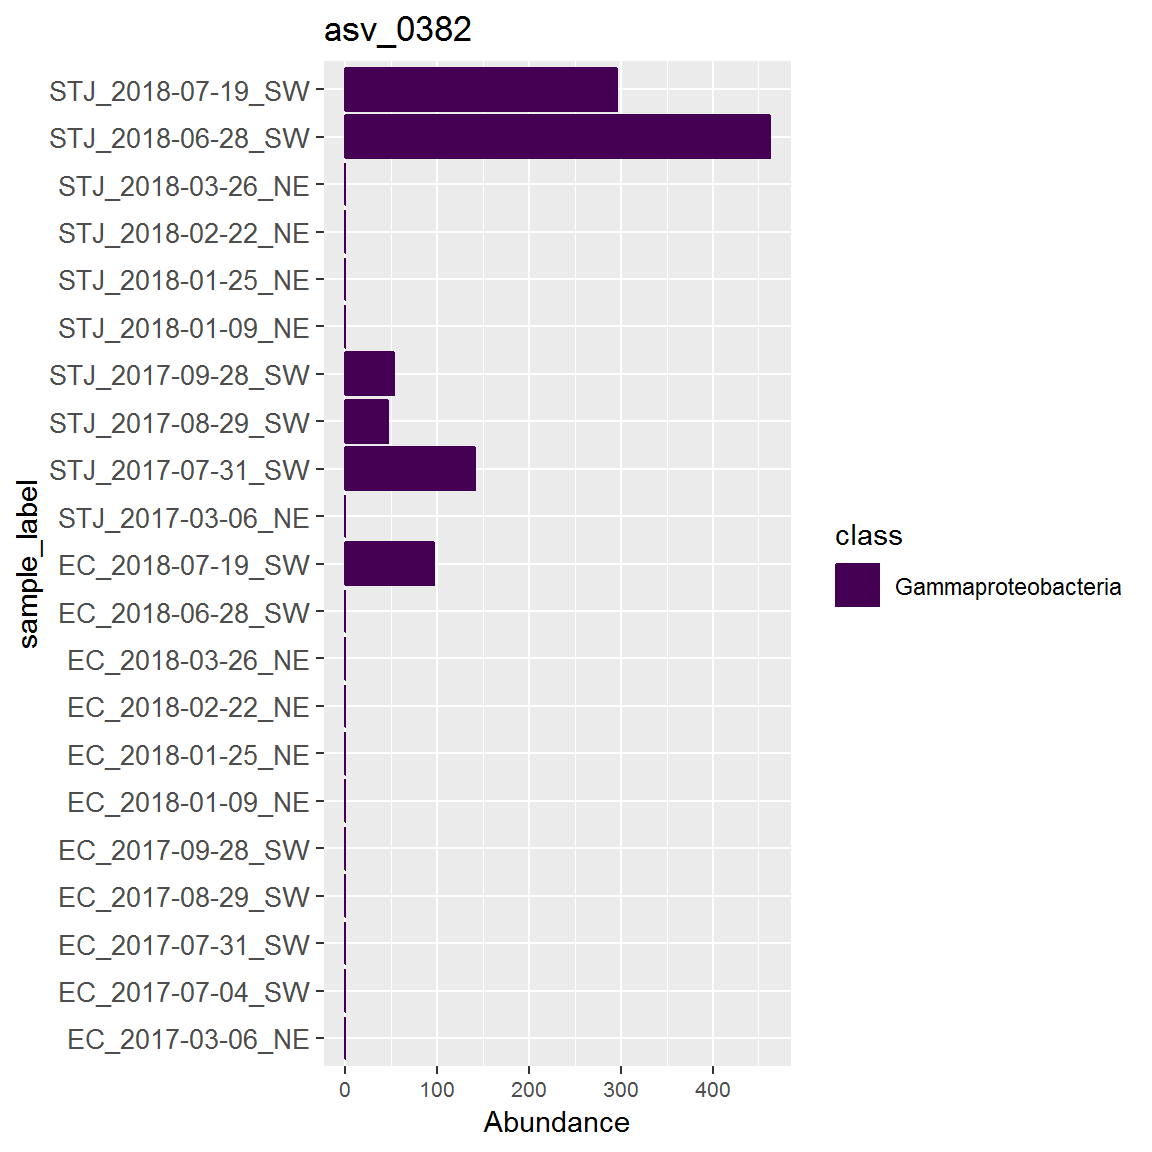 asv_0382
STJ_2018-07-19_SW
STJ_2018-06-28_SW
STJ_2018-03-26_NE
STJ_2018-02-22_NE
STJ_2018-01-25_NE
STJ_2018-01-09_NE
STJ_2017-09-28_SW
STJ_2017-08-29_SW
STJ_2017-07-31_SW
STJ_2017-03-06_NE
EC_2018-07-19_SW
EC_2018-06-28_SW
EC_2018-03-26_NE
EC_2018-02-22_NE
EC_2018-01-25_NE
EC_2018-01-09_NE
EC_2017-09-28_SW
EC_2017-08-29_SW
EC_2017-07-31_SW
EC_2017-07-04_SW
EC_2017-03-06_NE
sample_label
0 100 200 300 400
Abundance
class
Gammaproteobacteria